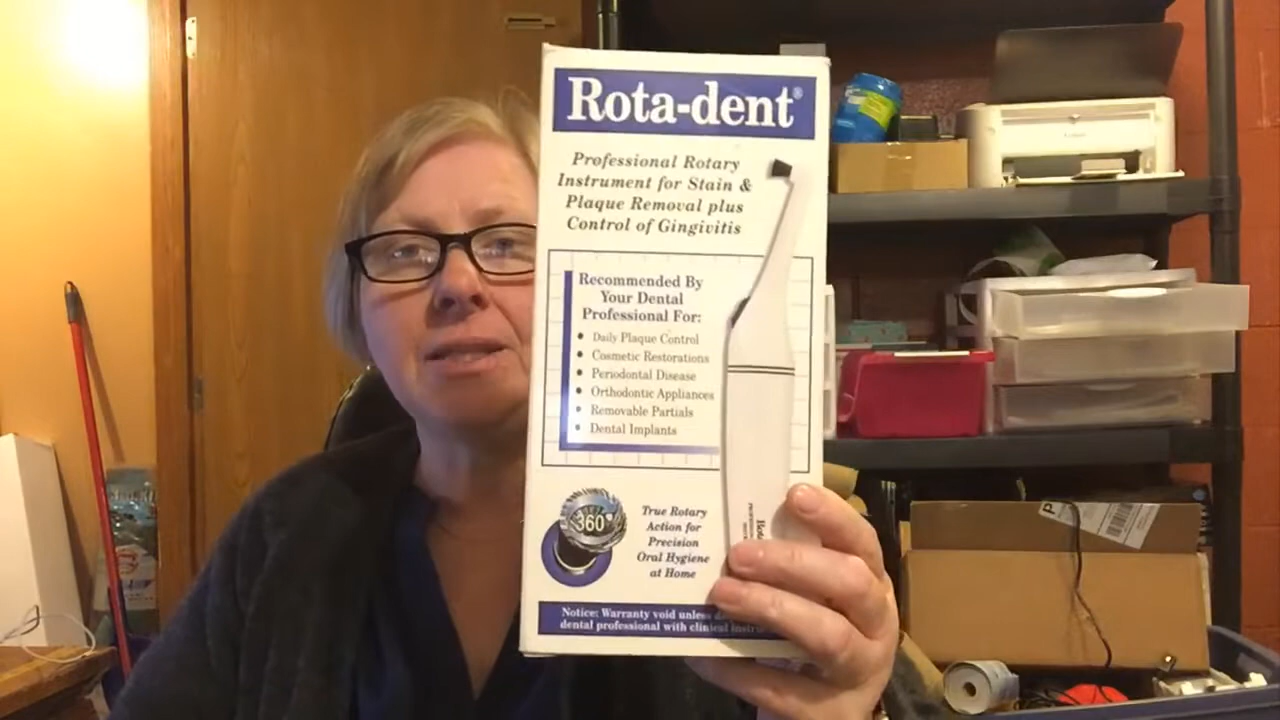 Rota-dent®
Professional Rotary
Instrument for Stain &
Plaque Removal plus
Control of Gingivitis
Recommended By
Your Dental
Professional For:
• Daily Plaque Control
• Cosmetic Restorations
• Periodontal Disease
• Orthodontic Appliances
• Removable Partials
• Dental Implants
360°
True Rotary
Action for
Precision
Oral Hygiene
at Home
Notice: Warranty void unless
dental professional with clinical
P